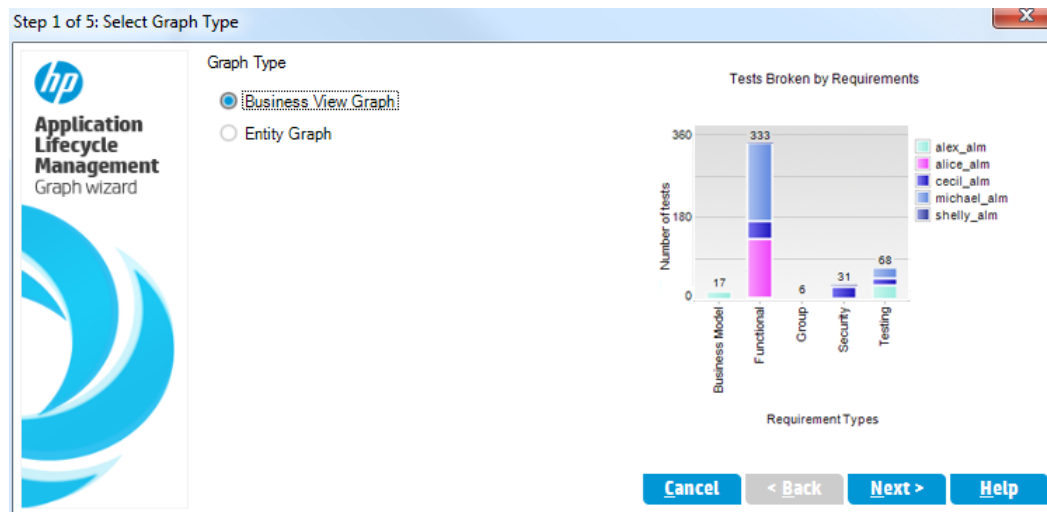 Step 1 of 5: Select Graph Type
X
hp
Application
Lifecycle
Management
Graph wizard
Graph Type
Business View Graph
Entity Graph
Tests Broken by Requirements
Number of tests
360
180
0
17
333
6
31
68
Business Model
Functional
Group
Security
Testing
Requirement Types
alex_alm
alice_alm
cecil_alm
michael_alm
shelly_alm
Cancel
< Back
Next >
Help